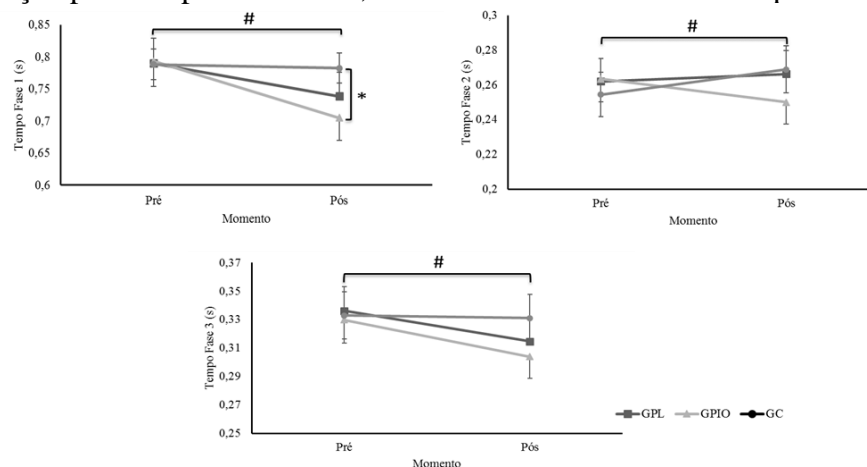 #
0,85
0,8
0,75
0,7
0,65
0,6
Tempo Fase 1 (s)
*
Pré
Pós
Momento
#
0,3
0,28
0,26
0,24
0,22
0,2
Tempo Fase 2 (s)
Pré
Pós
Momento
#
0,37
0,35
0,33
0,31
0,29
0,27
0,25
Tempo Fase 3 (s)
Pré
Pós
Momento
GPL GPIO GC